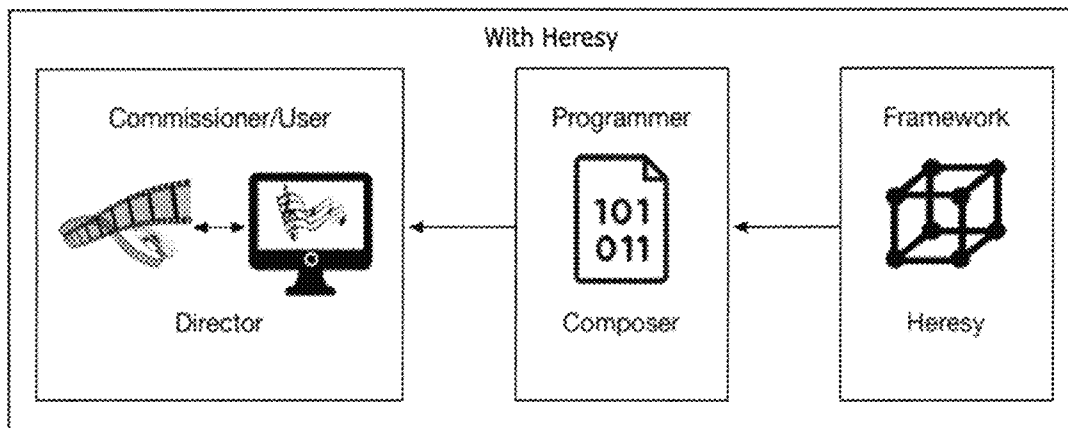 With Heresy
Commissioner/User
Director
Programmer
101
011
Composer
Framework
Heresy